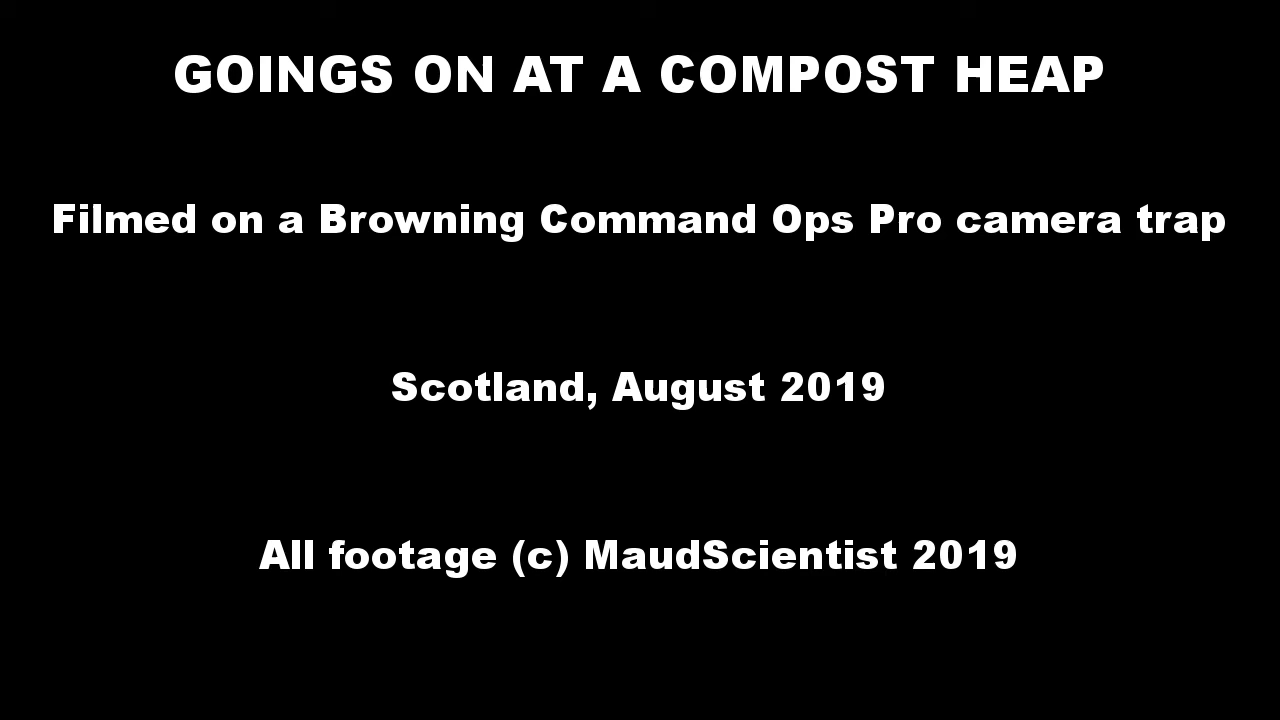 GOINGS ON AT A COMPOST HEAP
Filmed on a Browning Command Ops Pro camera trap
Scotland, August 2019
All footage (c) MaudScientist 2019